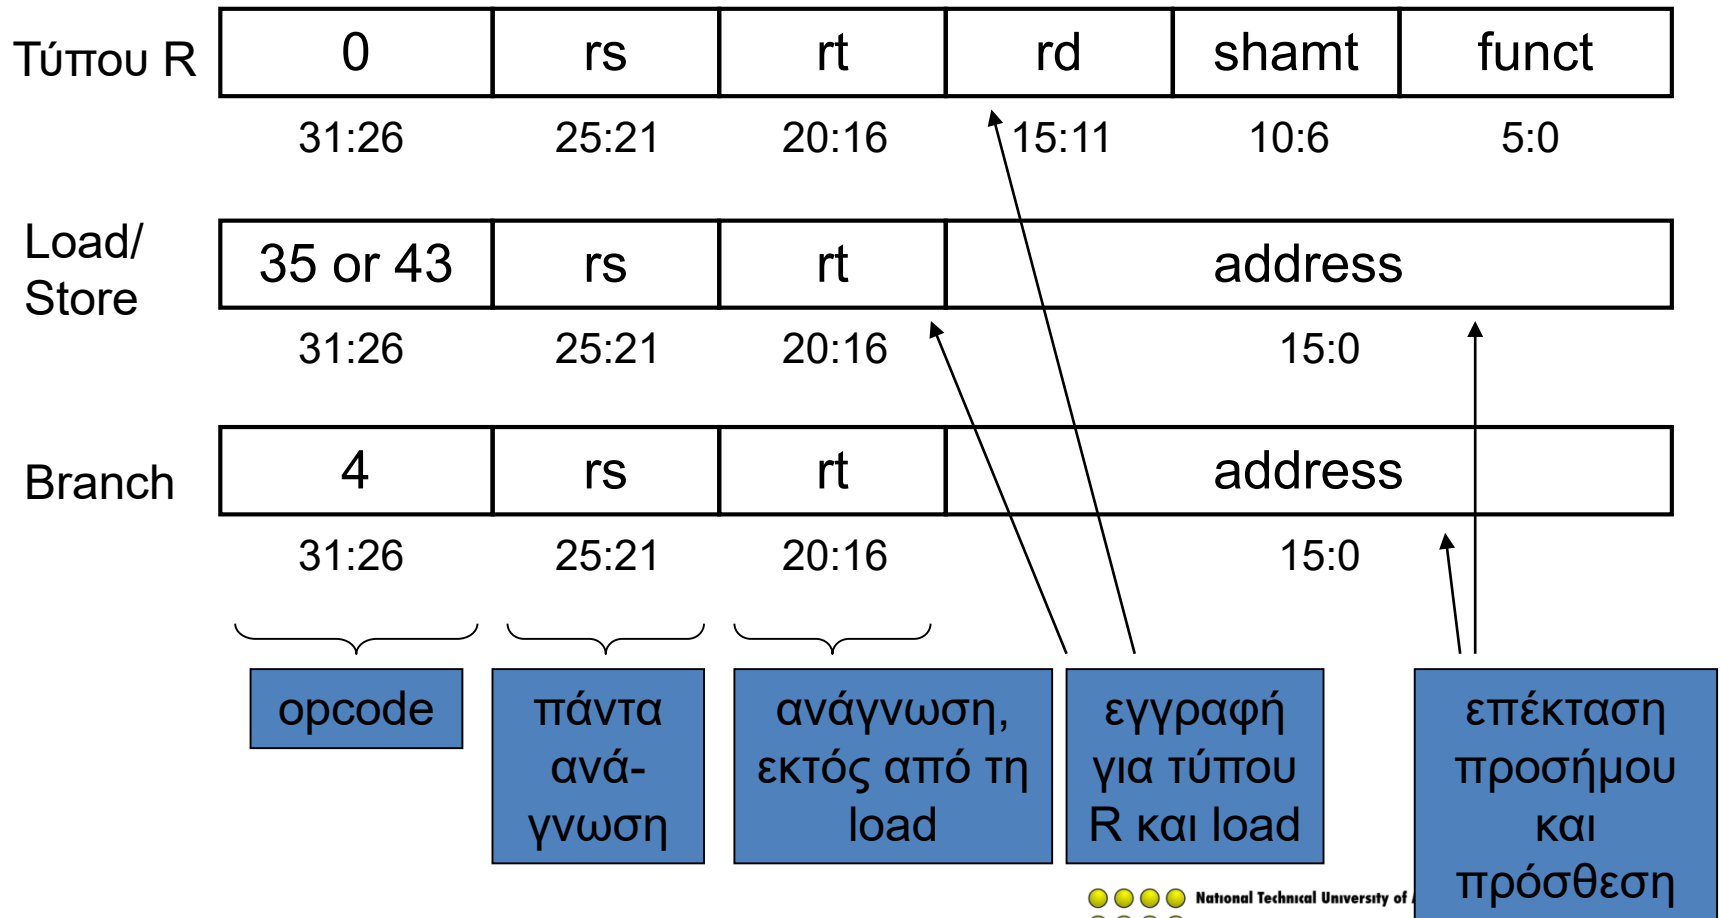 Τύπου R 0 rs rt rd shamt funct
31:26 25:21 20:16 15:11 10:6 5:0
Load/
Store
35 or 43 rs rt address
31:26 25:21 20:16 15:0
Branch 4 rs rt address
31:26 25:21 20:16 15:0
opcode
πάντα
ανά-
γνωση
ανάγνωση,
εκτός από τη
load
εγγραφή
για τύπου
R και load
επέκταση
προσήμου
και
πρόσθεση
National Technical University of